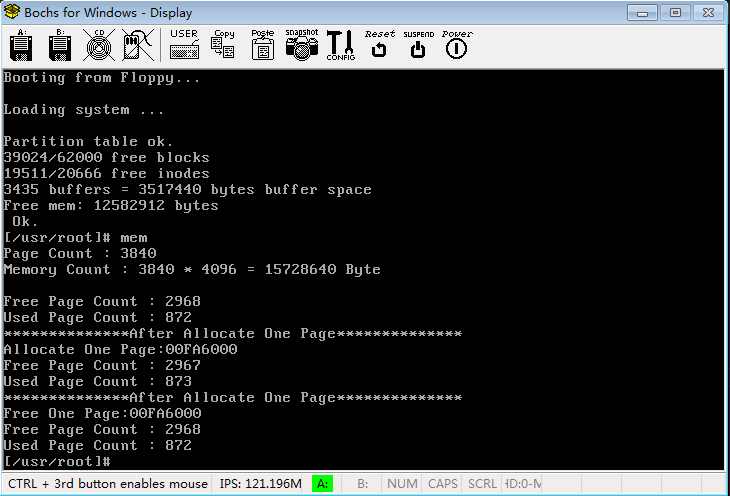 Bochs for Windows - Display
A: B: CD USER Copy Paste snapshot CONFIG Reset SUSPEND Power
Booting from Floppy...
Loading system ...
Partition table ok.
39024/62000 free blocks
19511/20666 free inodes
3435 buffers = 3517440 bytes buffer space
Free mem: 12582912 bytes
 Ok.
[/usr/root]# mem
Page Count : 3840
Memory Count : 3840 * 4096 = 15728640 Byte
Free Page Count : 2968
Used Page Count : 872
**************After Allocate One Page**************
Allocate One Page:00FA6000
Free Page Count : 2967
Used Page Count : 873
**************After Allocate One Page**************
Free One Page:00FA6000
Free Page Count : 2968
Used Page Count : 872
[/usr/root]#
CTRL + 3rd button enables mouse IPS: 121.196M A: B: NUM CAPS SCRL HD:0-M